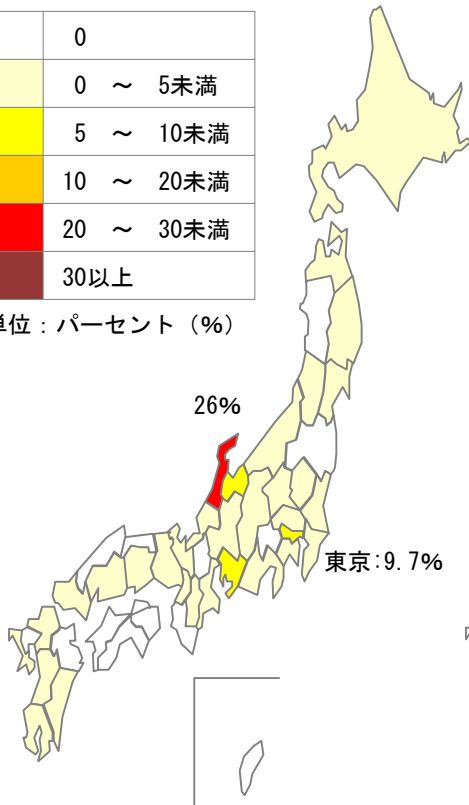 0
0 ～ 5未満
5 ～ 10未満
10 ～ 20未満
20 ～ 30未満
30以上
単位：パーセント（%）
26%
東京:9.7%